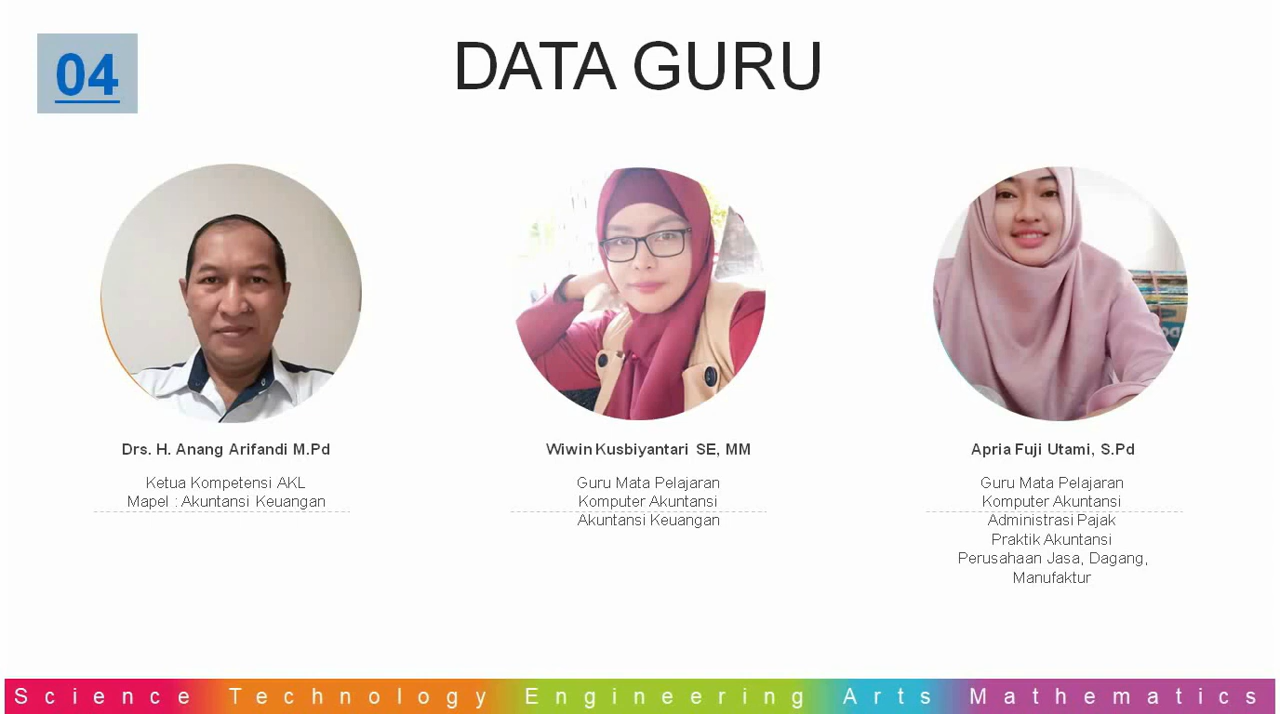 04
DATA GURU
Drs. H. Anang Arifandi M.Pd
Ketua Kompetensi AKL
Mapel : Akuntansi Keuangan
Wiwin Kusbiyantari SE, MM
Guru Mata Pelajaran
Komputer Akuntansi
Akuntansi Keuangan
Apria Fuji Utami, S.Pd
Guru Mata Pelajaran
Komputer Akuntansi
Administrasi Pajak
Praktik Akuntansi
Perusahaan Jasa, Dagang,
Manufaktur
Science Technology Engineering Arts Mathematics